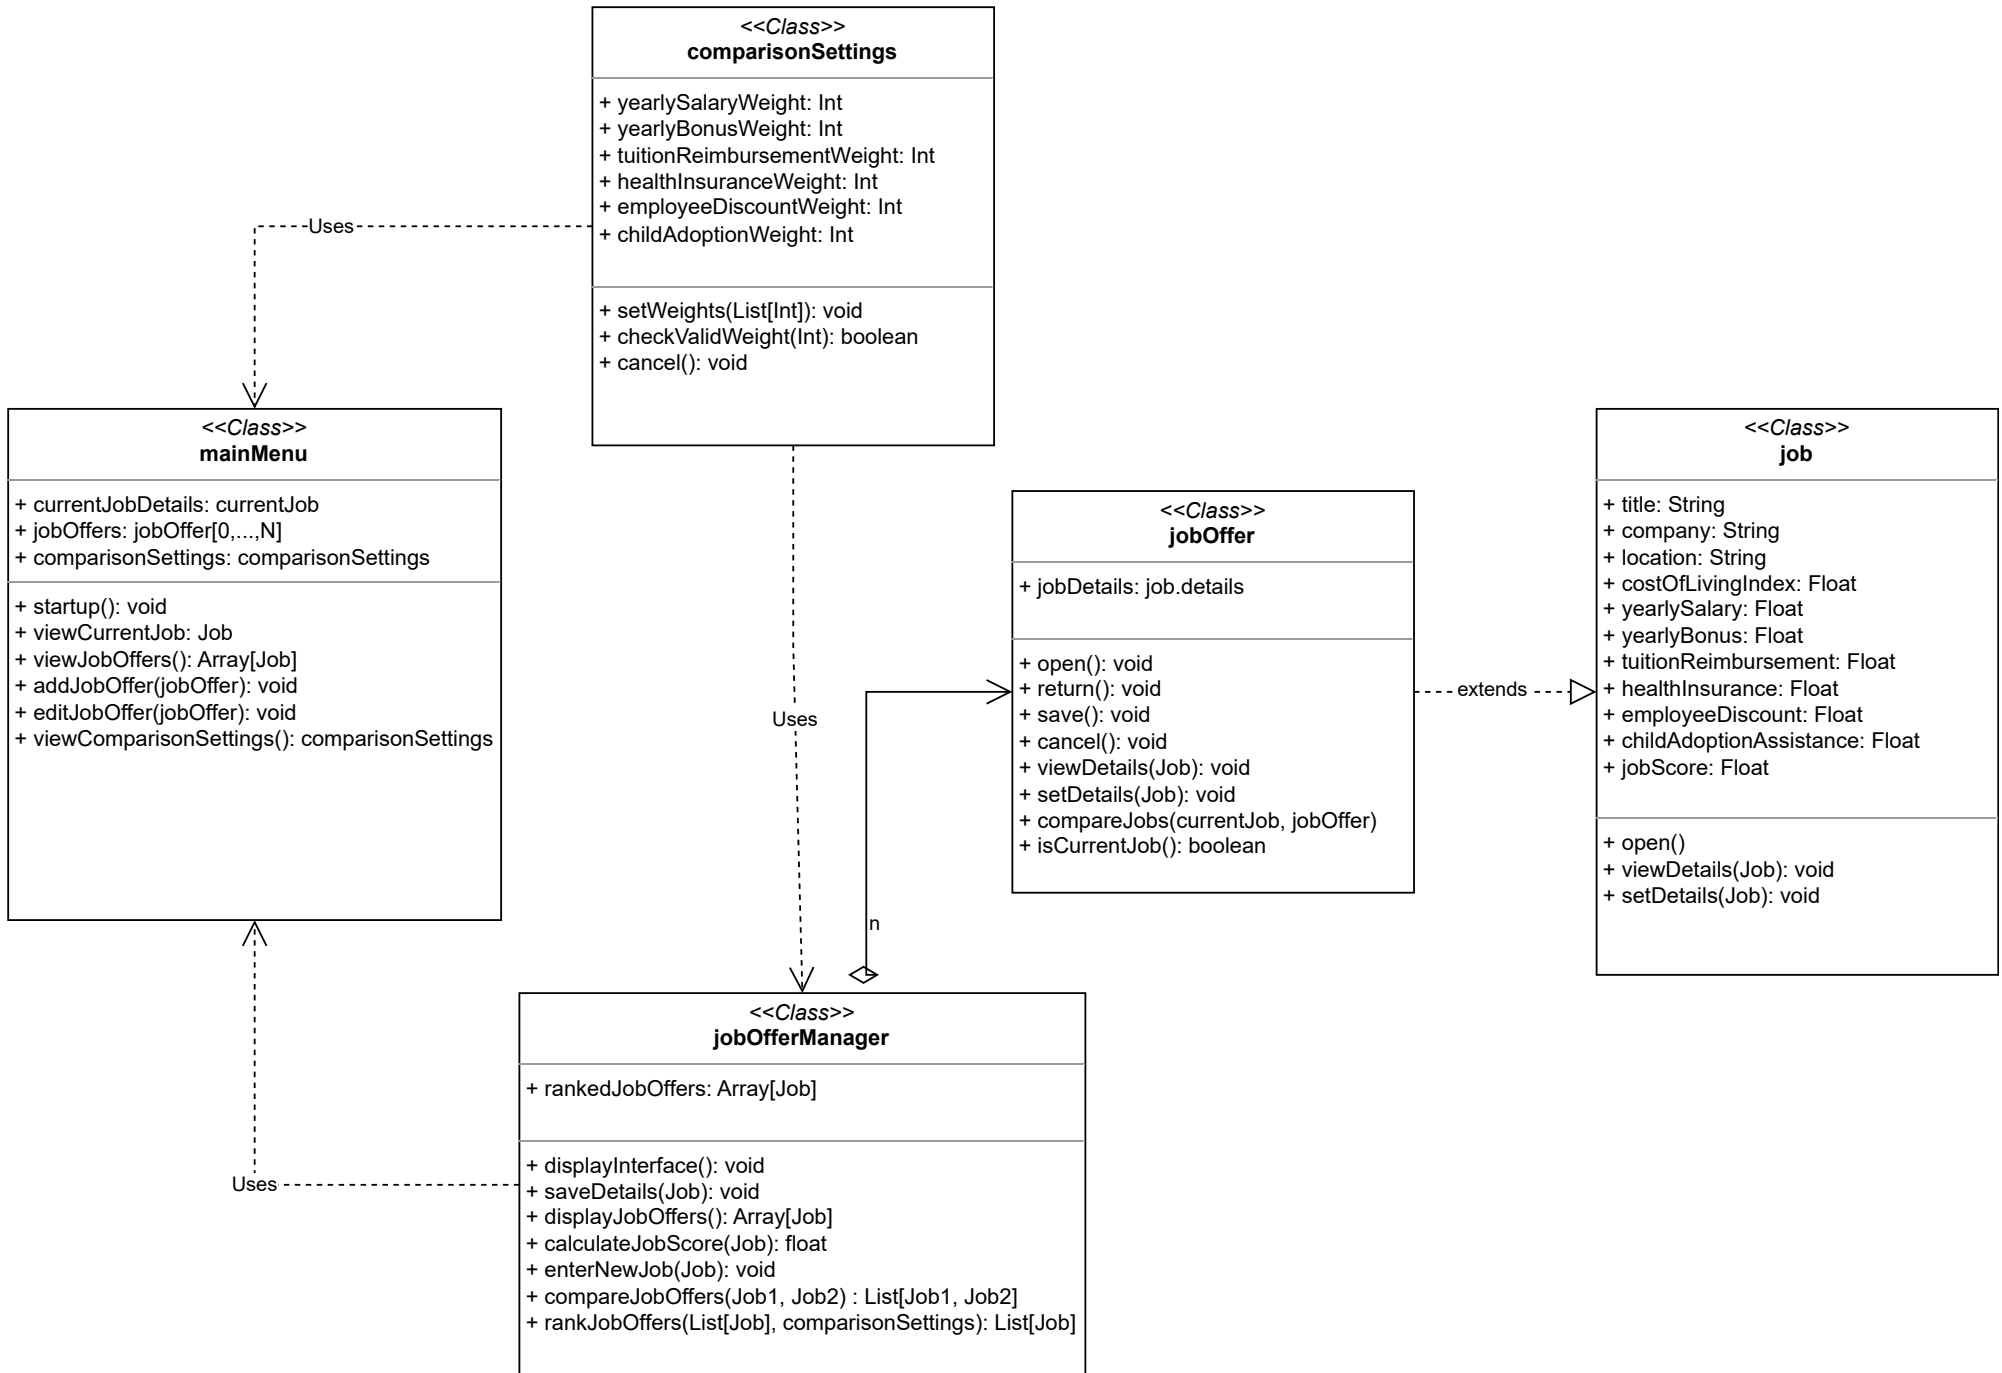 <<Class>>
comparisonSettings
+ yearlySalaryWeight: Int
+ yearlyBonusWeight: Int
+ tuitionReimbursementWeight: Int
+ healthInsuranceWeight: Int
+ employeeDiscountWeight: Int
+ childAdoptionWeight: Int
+ setWeights(List[Int]): void
+ checkValidWeight(Int): boolean
+ cancel(): void
Uses
<<Class>>
mainMenu
+ currentJobDetails: currentJob
+ jobOffers: jobOffer[0,...,N]
+ comparisonSettings: comparisonSettings
+ startup(): void
+ viewCurrentJob: Job
+ viewJobOffers(): Array[Job]
+ addJobOffer(jobOffer): void
+ editJobOffer(jobOffer): void
+ viewComparisonSettings(): comparisonSettings
Uses
<<Class>>
jobOffer
+ jobDetails: job.details
+ open(): void
+ return(): void
+ save(): void
+ cancel(): void
+ viewDetails(Job): void
+ setDetails(Job): void
+ compareJobs(currentJob, jobOffer)
+ isCurrentJob(): boolean
extends
<<Class>>
job
+ title: String
+ company: String
+ location: String
+ costOfLivingIndex: Float
+ yearlySalary: Float
+ yearlyBonus: Float
+ tuitionReimbursement: Float
+ healthInsurance: Float
+ employeeDiscount: Float
+ childAdoptionAssistance: Float
+ jobScore: Float
+ open()
+ viewDetails(Job): void
+ setDetails(Job): void
n
<<Class>>
jobOfferManager
+ rankedJobOffers: Array[Job]
+ displayInterface(): void
+ saveDetails(Job): void
+ displayJobOffers(): Array[Job]
+ calculateJobScore(Job): float
+ enterNewJob(Job): void
+ compareJobOffers(Job1, Job2) : List[Job1, Job2]
+ rankJobOffers(List[Job], comparisonSettings): List[Job]
Uses